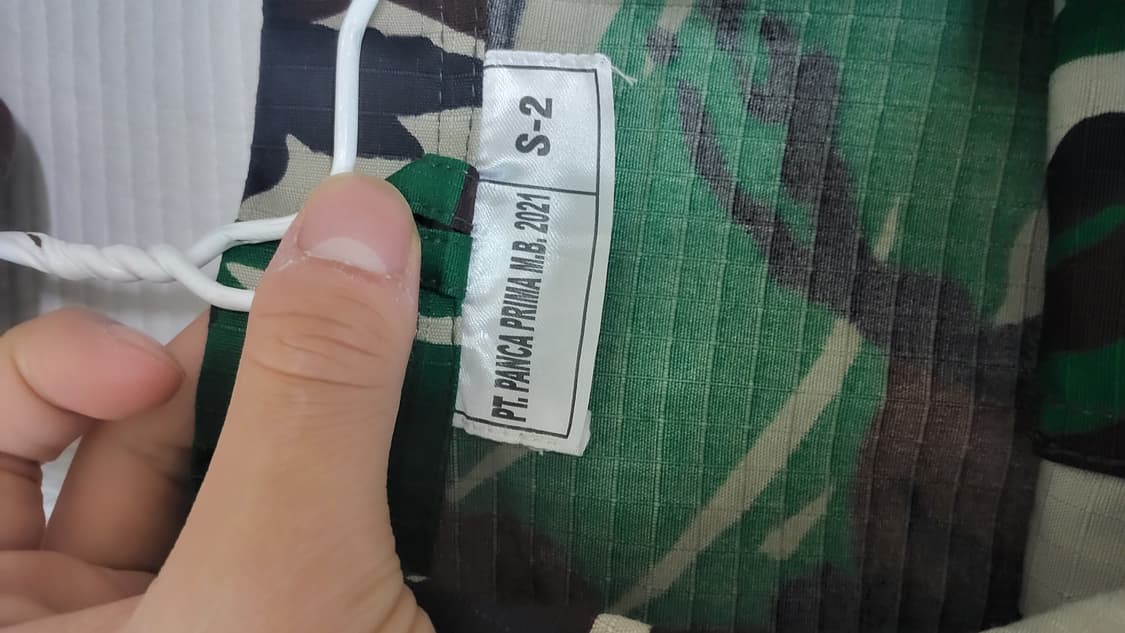 S-2
PT. PANCA PRIMA M.B. 2021